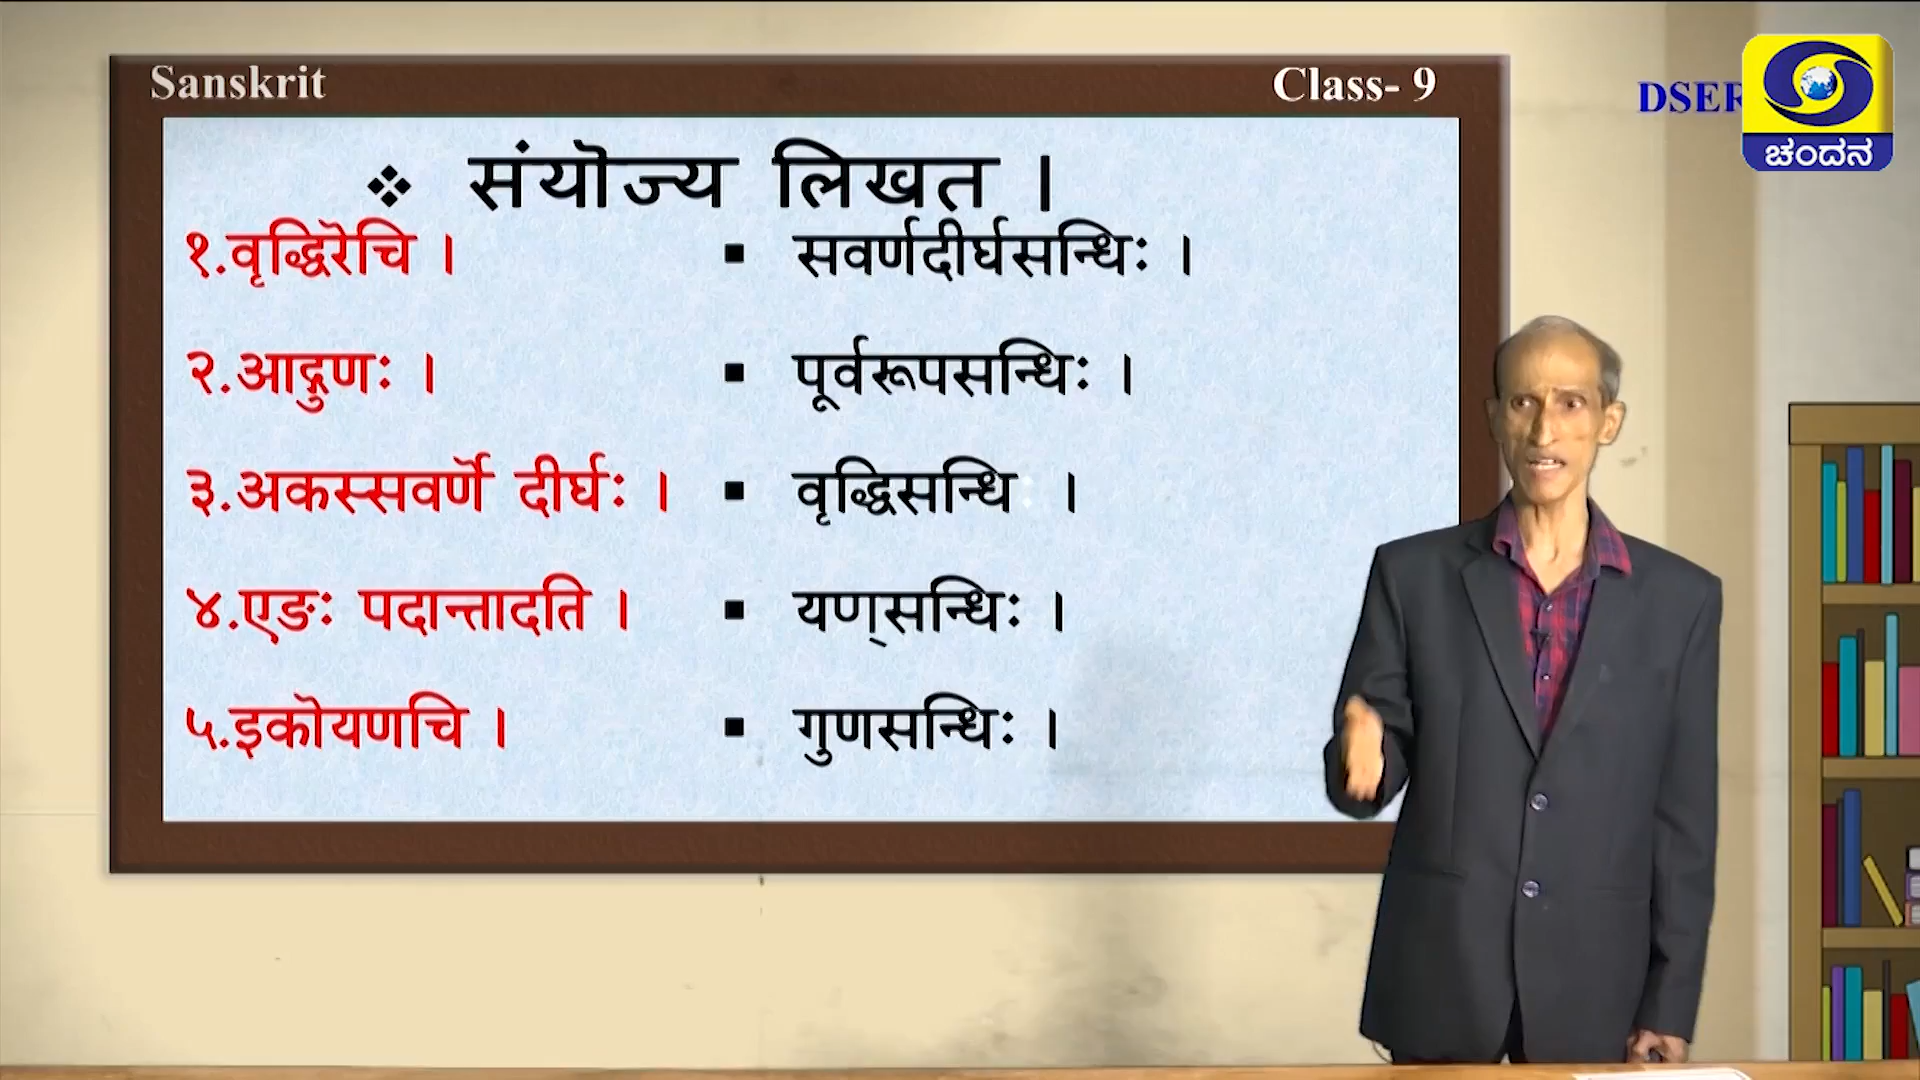 Sanskrit Class- 9
DSER
ಚಂದನ
❖ संयॊज्य लिखत ।
१.वृद्धिरॆचि । ▪ सवर्णदीर्घसन्धिः ।
२.आद्गुणः । ▪ पूर्वरूपसन्धिः ।
३.अकस्सवर्णॆ दीर्घः । ▪ वृद्धिसन्धिः ।
४.एङः पदान्तादति । ▪ यण्‌सन्धिः ।
५.इकॊयणचि । ▪ गुणसन्धिः ।